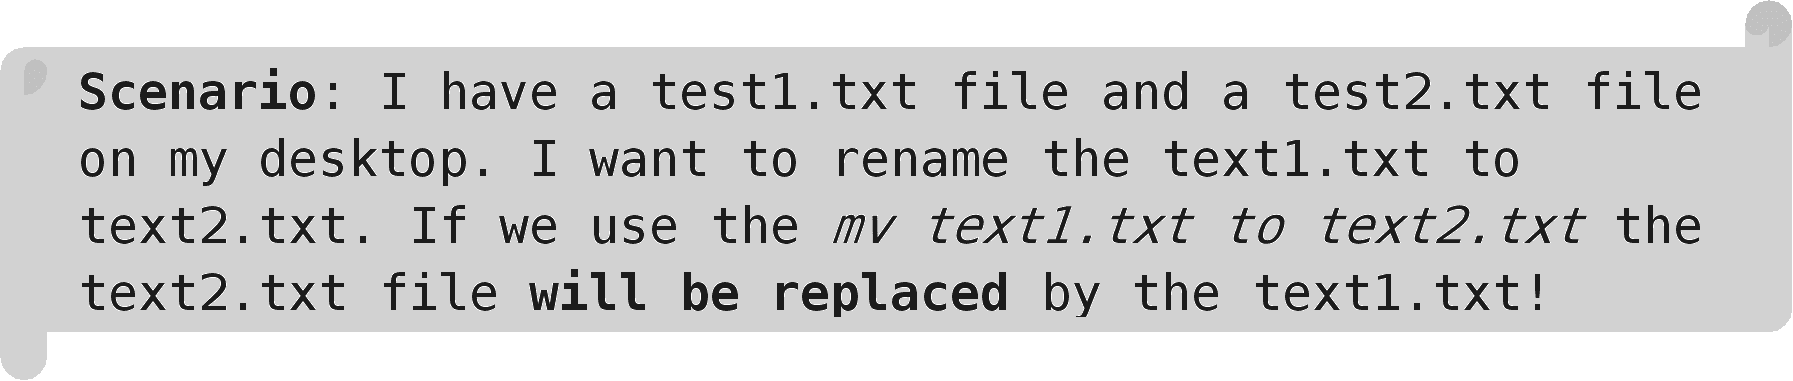 Scenario: I have a test1.txt file and a test2.txt file
on my desktop. I want to rename the text1.txt to
text2.txt. If we use the mv text1.txt to text2.txt the
text2.txt file will be replaced by the text1.txt!